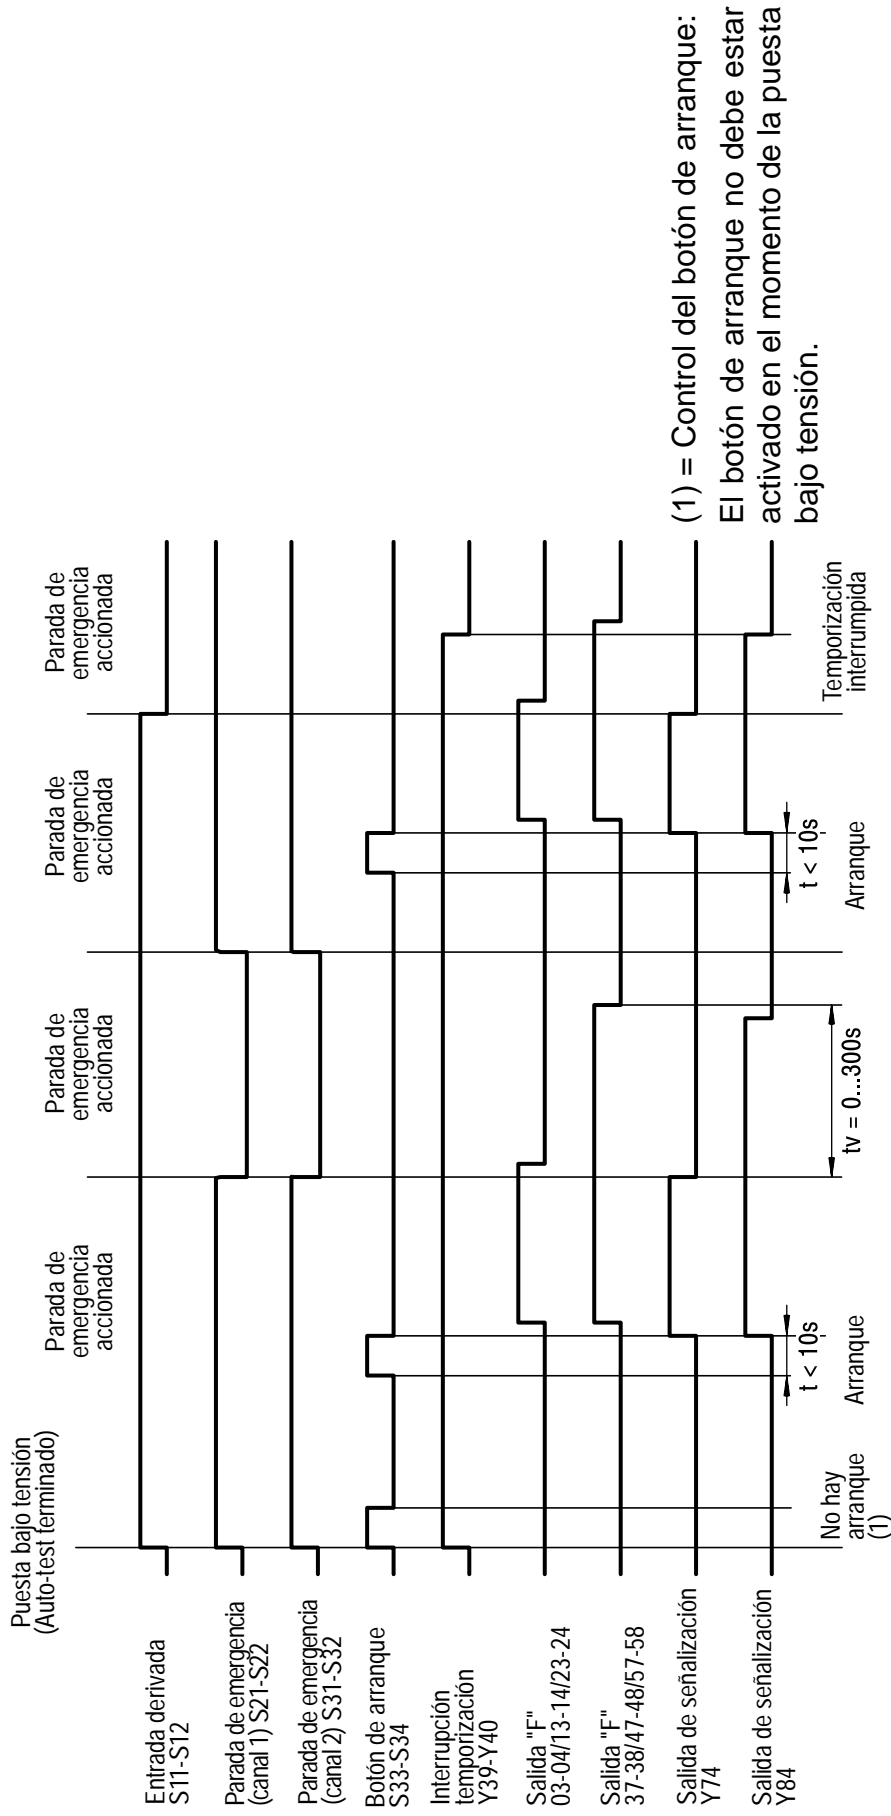 Puesta bajo tensión
(Auto-test terminado)
Parada de
emergencia
accionada
Parada de
emergencia
accionada
Parada de
emergencia
accionada
Parada de
emergencia
accionada
Entrada derivada
S11-S12
Parada de emergencia
(canal 1) S21-S22
Parada de emergencia
(canal 2) S31-S32
Botón de arranque
S33-S34
Interrupción
temporización
Y39-Y40
Salida "F"
03-04/13-14/23-24
Salida "F"
37-38/47-48/57-58
Salida de señalización
Y74
Salida de señalización
Y84
t < 10s
tv = 0...300s
t < 10s
No hay
arranque
(1)
Arranque
Arranque
Temporización
interrumpida
(1) = Control del botón de arranque:
El botón de arranque no debe estar
activado en el momento de la puesta
bajo tensión.